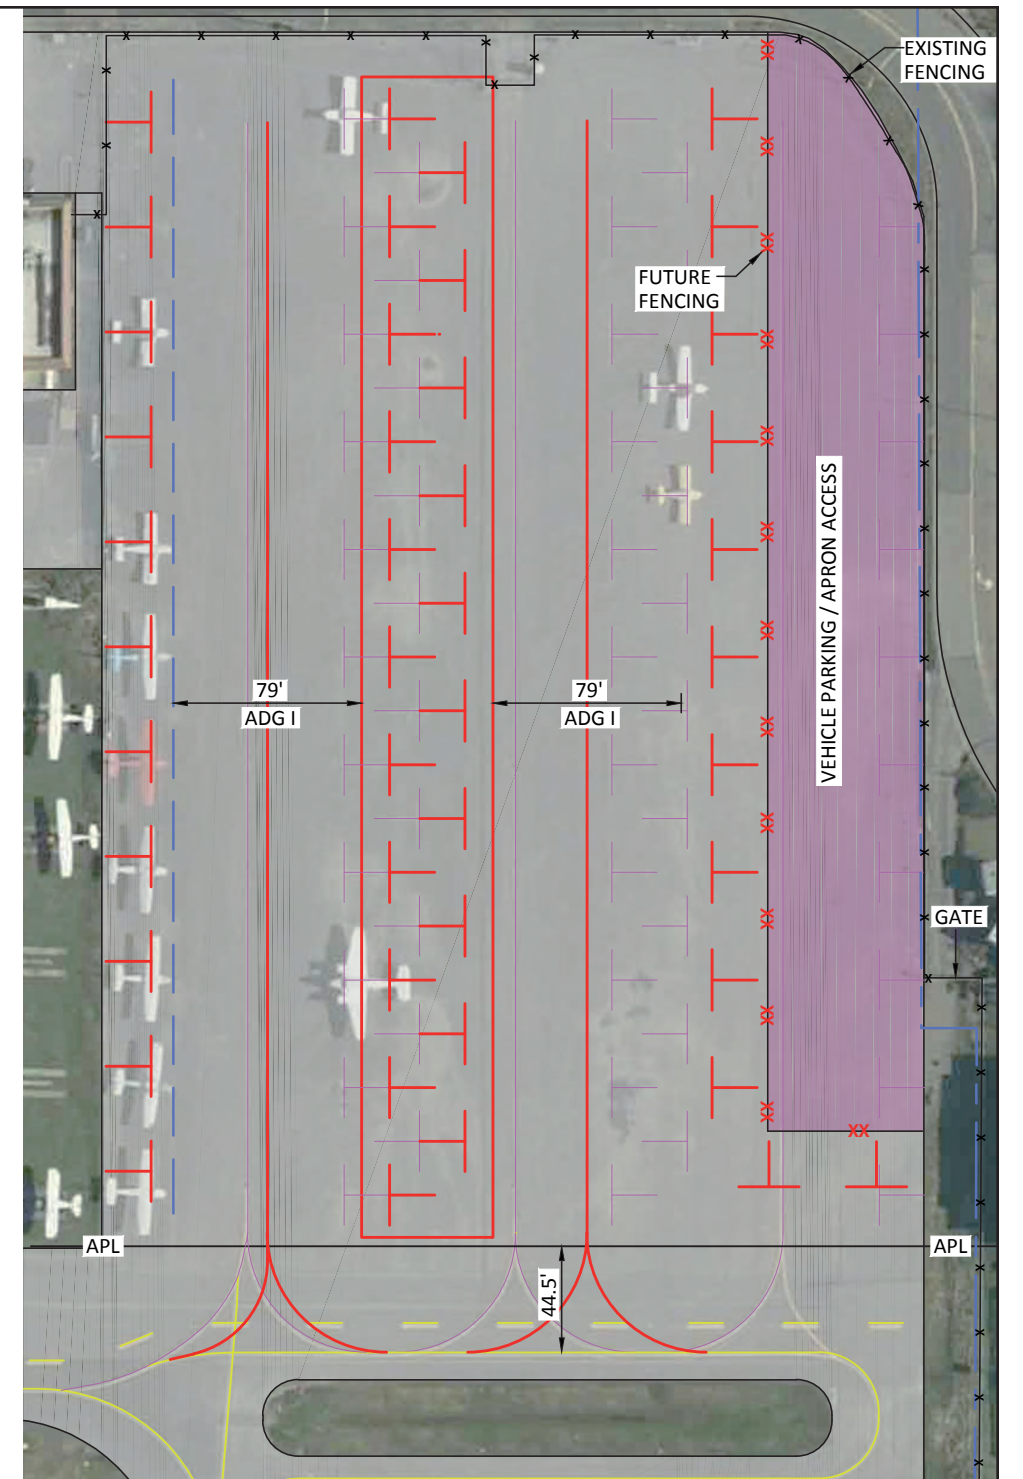 EXISTING
FENCING
FUTURE
FENCING
VEHICLE PARKING / APRON ACCESS
79'
ADG I
79'
ADG I
GATE
APL
APL
44.5'